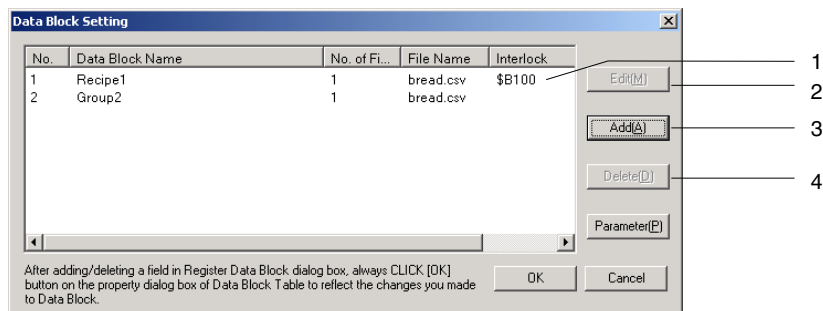 Data Block Setting
No. Data Block Name No. of Fi... File Name Interlock
1 Recipe1 1 bread.csv $B100
2 Group2 1 bread.csv
Edit(M)
Add(A)
Delete(D)
Parameter(P)
1
2
3
4
After adding/deleting a field in Register Data Block dialog box, always CLICK [OK]
button on the property dialog box of Data Block Table to reflect the changes you made
to Data Block.
OK Cancel